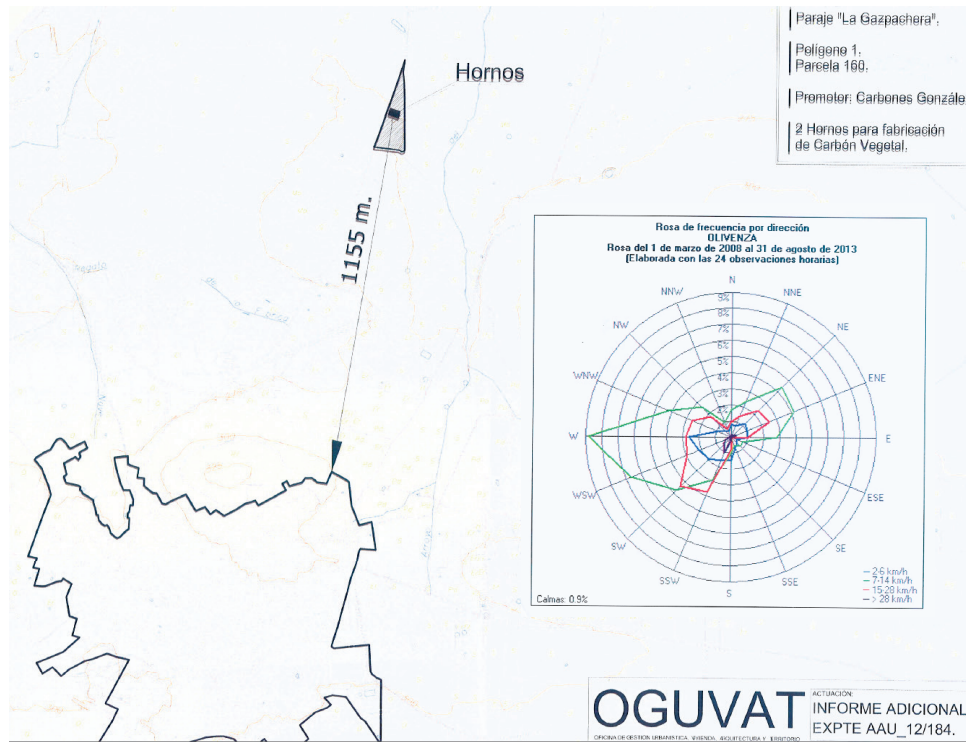 Paraje "La Gazpachera".
Polígono 1.
Parcela 160.
Promotor: Carbones Gonzále
2 Hornos para fabricación
de Carbón Vegetal.
Hornos
1155 m.
Rosa de frecuencia por dirección
OLIVENZA
Rosa del 1 de marzo de 2008 al 31 de agosto de 2013
(Elaborada con las 24 observaciones horarias)
N
NNE
NE
ENE
E
ESE
SE
SSE
S
SSW
SW
WSW
W
WNW
NW
NNW
9%
8%
7%
6%
5%
4%
3%
2%
2-6 km/h
7-14 km/h
15-28 km/h
> 28 km/h
Calmas: 0.9%
OGUVAT
OFICINA DE GESTIÓN URBANÍSTICA, VIVIENDA, ARQUITECTURA Y TERRITORIO
ACTUACIÓN:
INFORME ADICIONAL
EXPTE AAU_12/184.